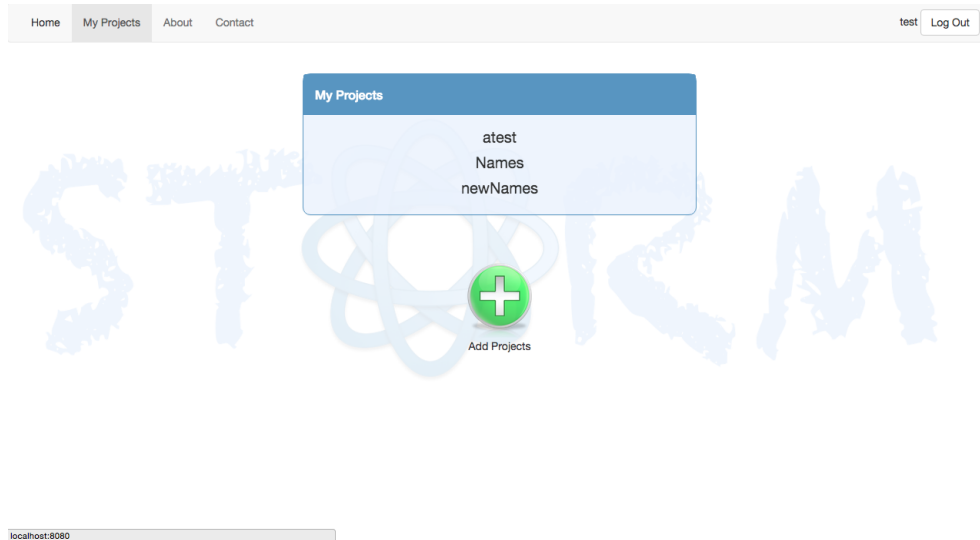 Home My Projects About Contact test Log Out
My Projects
atest
Names
newNames
STORM
Add Projects
localhost:8080